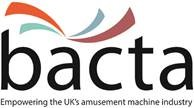 bacta
Empowering the UK's amusement machine industry